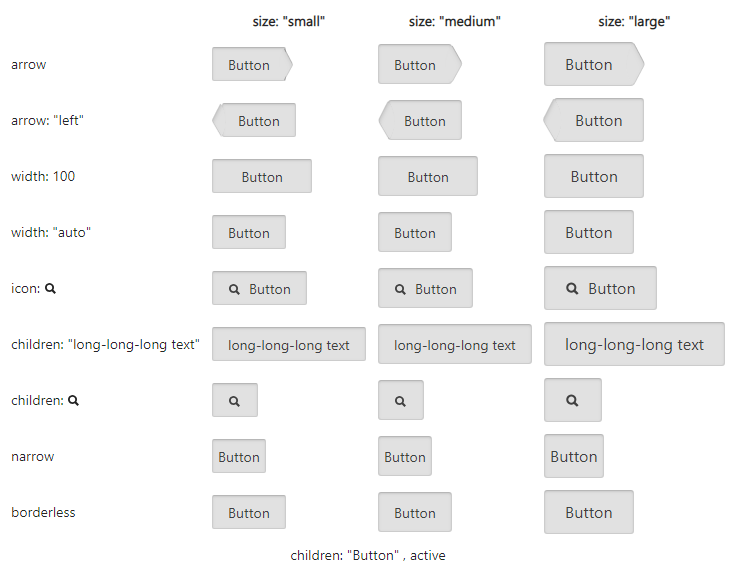 size: "small" size: "medium" size: "large"
arrow Button Button Button
arrow: "left" Button Button Button
width: 100 Button Button Button
width: "auto" Button Button Button
icon: Button Button Button
children: "long-long-long text" long-long-long text long-long-long text long-long-long text
children:
narrow Button Button Button
borderless Button Button Button
children: "Button" , active